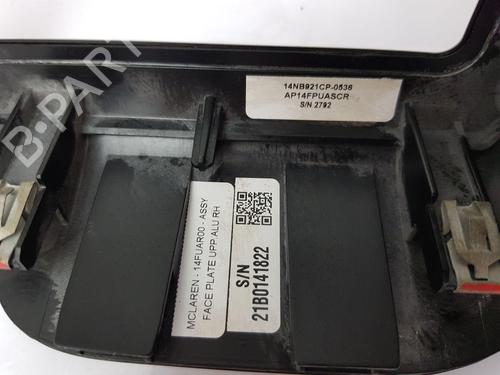 14NB921CP-0536
AP14FPUASCR
S/N 2792
MCLAREN - 14FUAR00 - ASSY
FACE PLATE UPP ALU RH
S/N
21B0141822
B-PARTS